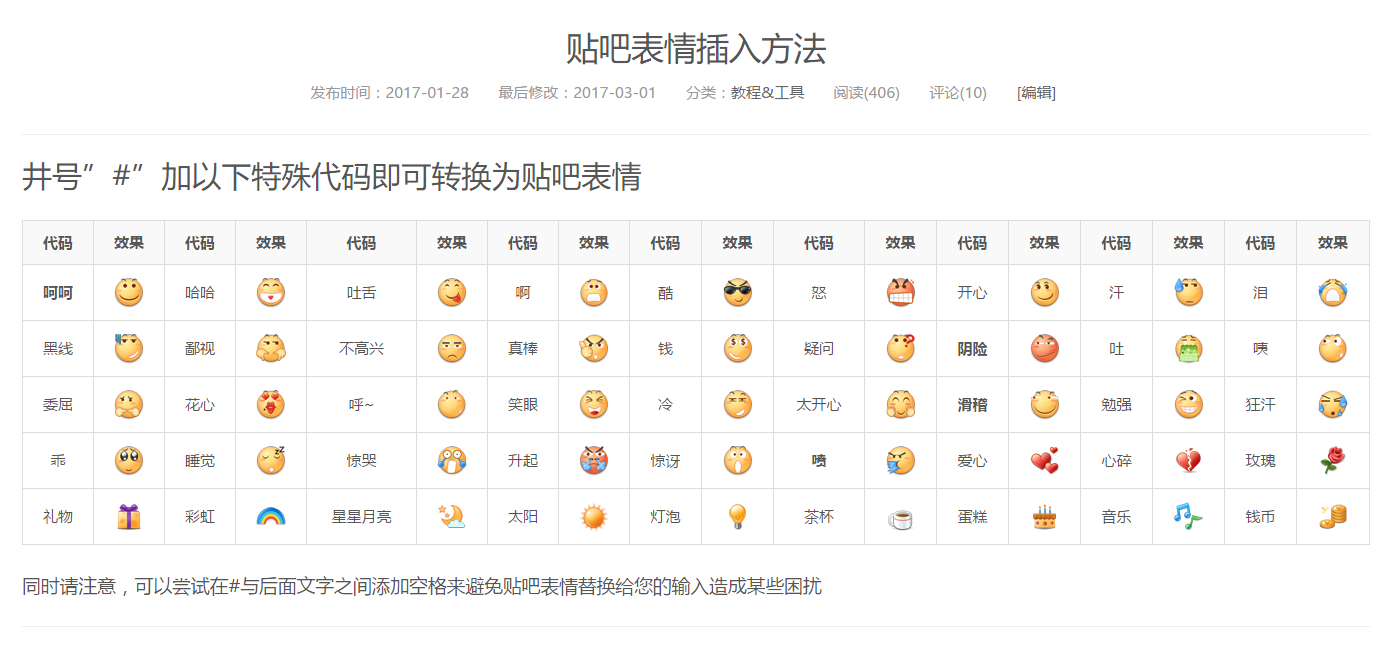 贴吧表情插入方法
发布时间：2017-01-28 最后修改：2017-03-01 分类：教程&工具 阅读(406) 评论(10) [编辑]
井号”#”加以下特殊代码即可转换为贴吧表情
代码 效果 代码 效果 代码 效果 代码 效果 代码 效果 代码 效果 代码 效果 代码 效果 代码 效果
呵呵 哈哈 吐舌 啊 酷 怒 开心 汗 泪
黑线 鄙视 不高兴 真棒 钱 疑问 阴险 吐 咦
委屈 花心 呼~ 笑眼 冷 太开心 滑稽 勉强 狂汗
乖 睡觉 惊哭 升起 惊讶 喷 爱心 心碎 玫瑰
礼物 彩虹 星星月亮 太阳 灯泡 茶杯 蛋糕 音乐 钱币
同时请注意，可以尝试在#与后面文字之间添加空格来避免贴吧表情替换给您的输入造成某些困扰